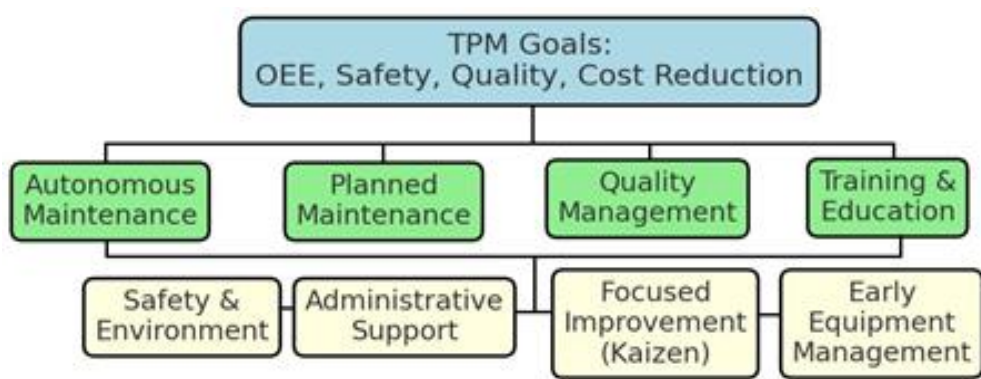 TPM Goals:
OEE, Safety, Quality, Cost Reduction
Autonomous
Maintenance
Planned
Maintenance
Quality
Management
Training &
Education
Safety &
Environment
Administrative
Support
Focused
Improvement
(Kaizen)
Early
Equipment
Management